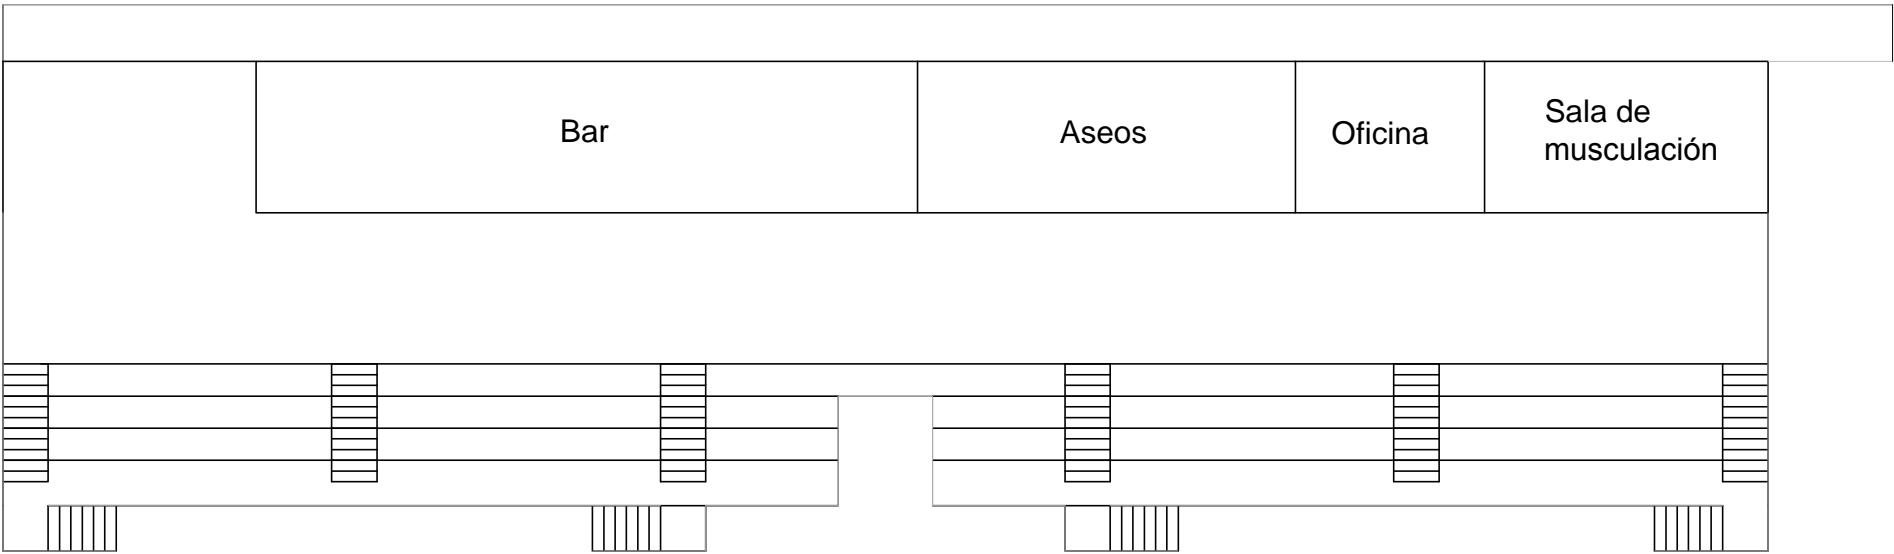 Bar
Aseos
Oficina
Sala de
musculación